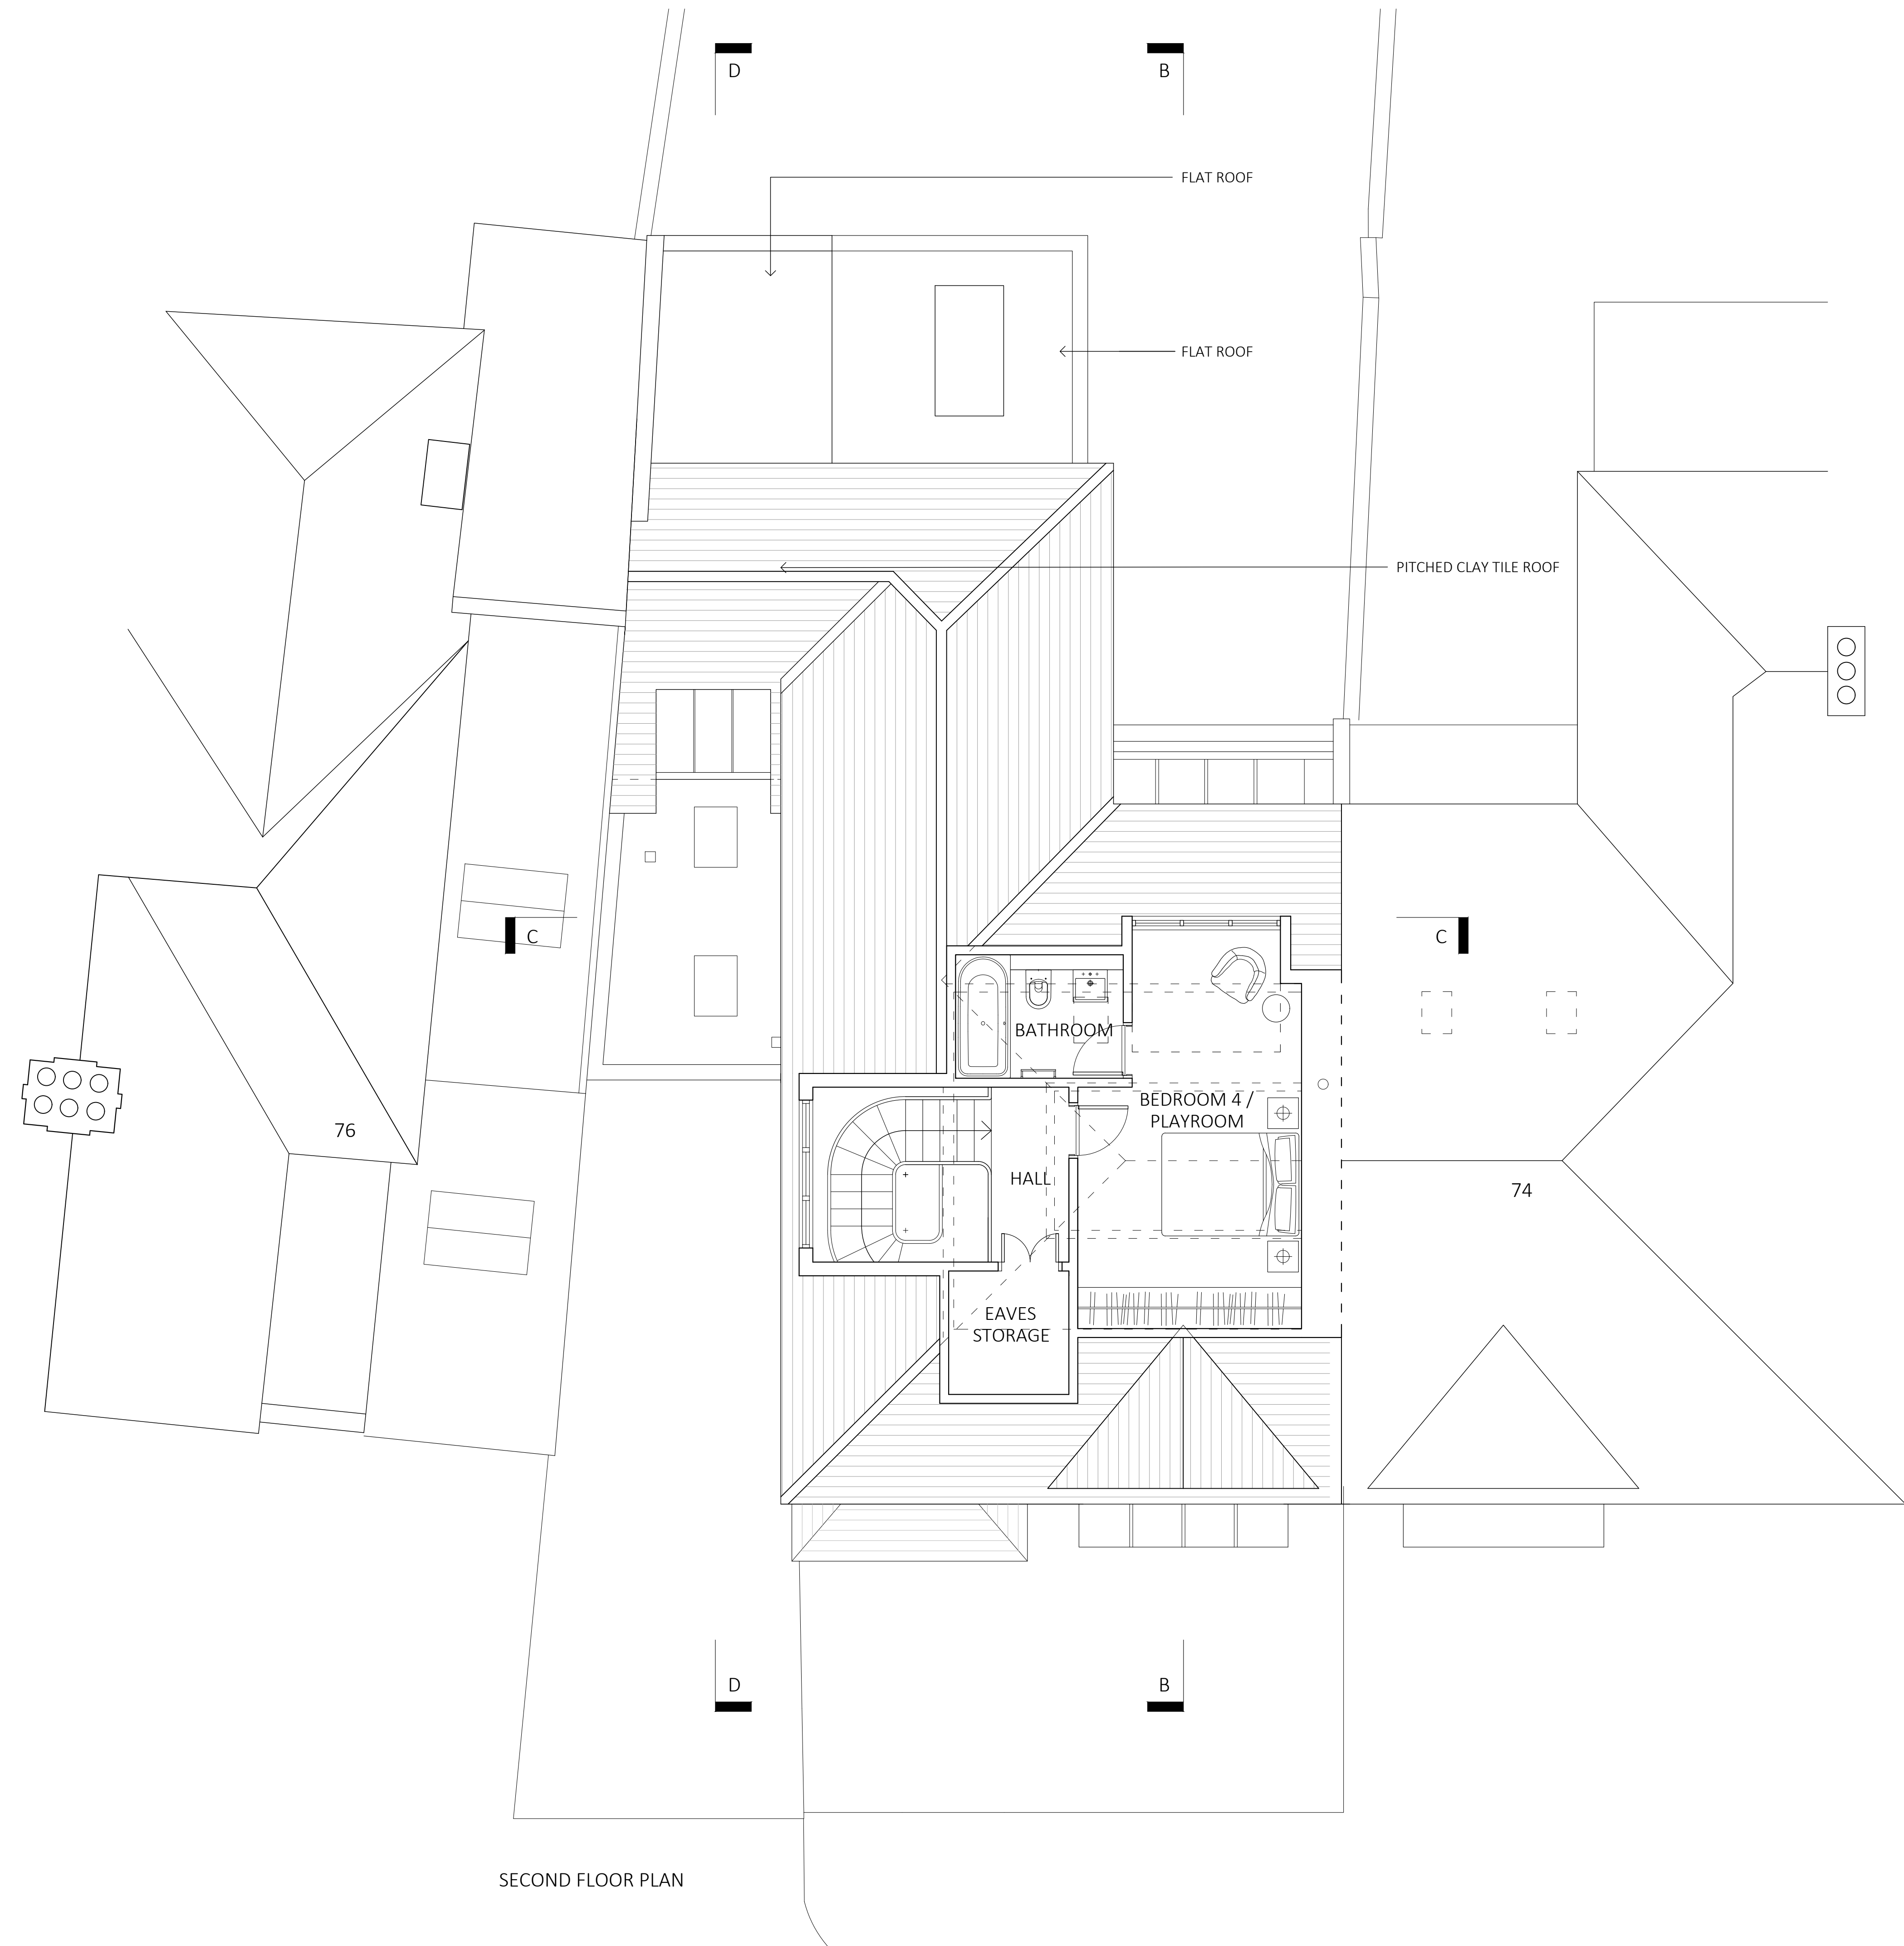 D
B
FLAT ROOF
FLAT ROOF
PITCHED CLAY TILE ROOF
C
C
BATHROOM
BEDROOM 4 /
PLAYROOM
76
HALL
74
EAVES
STORAGE
D
B
SECOND FLOOR PLAN